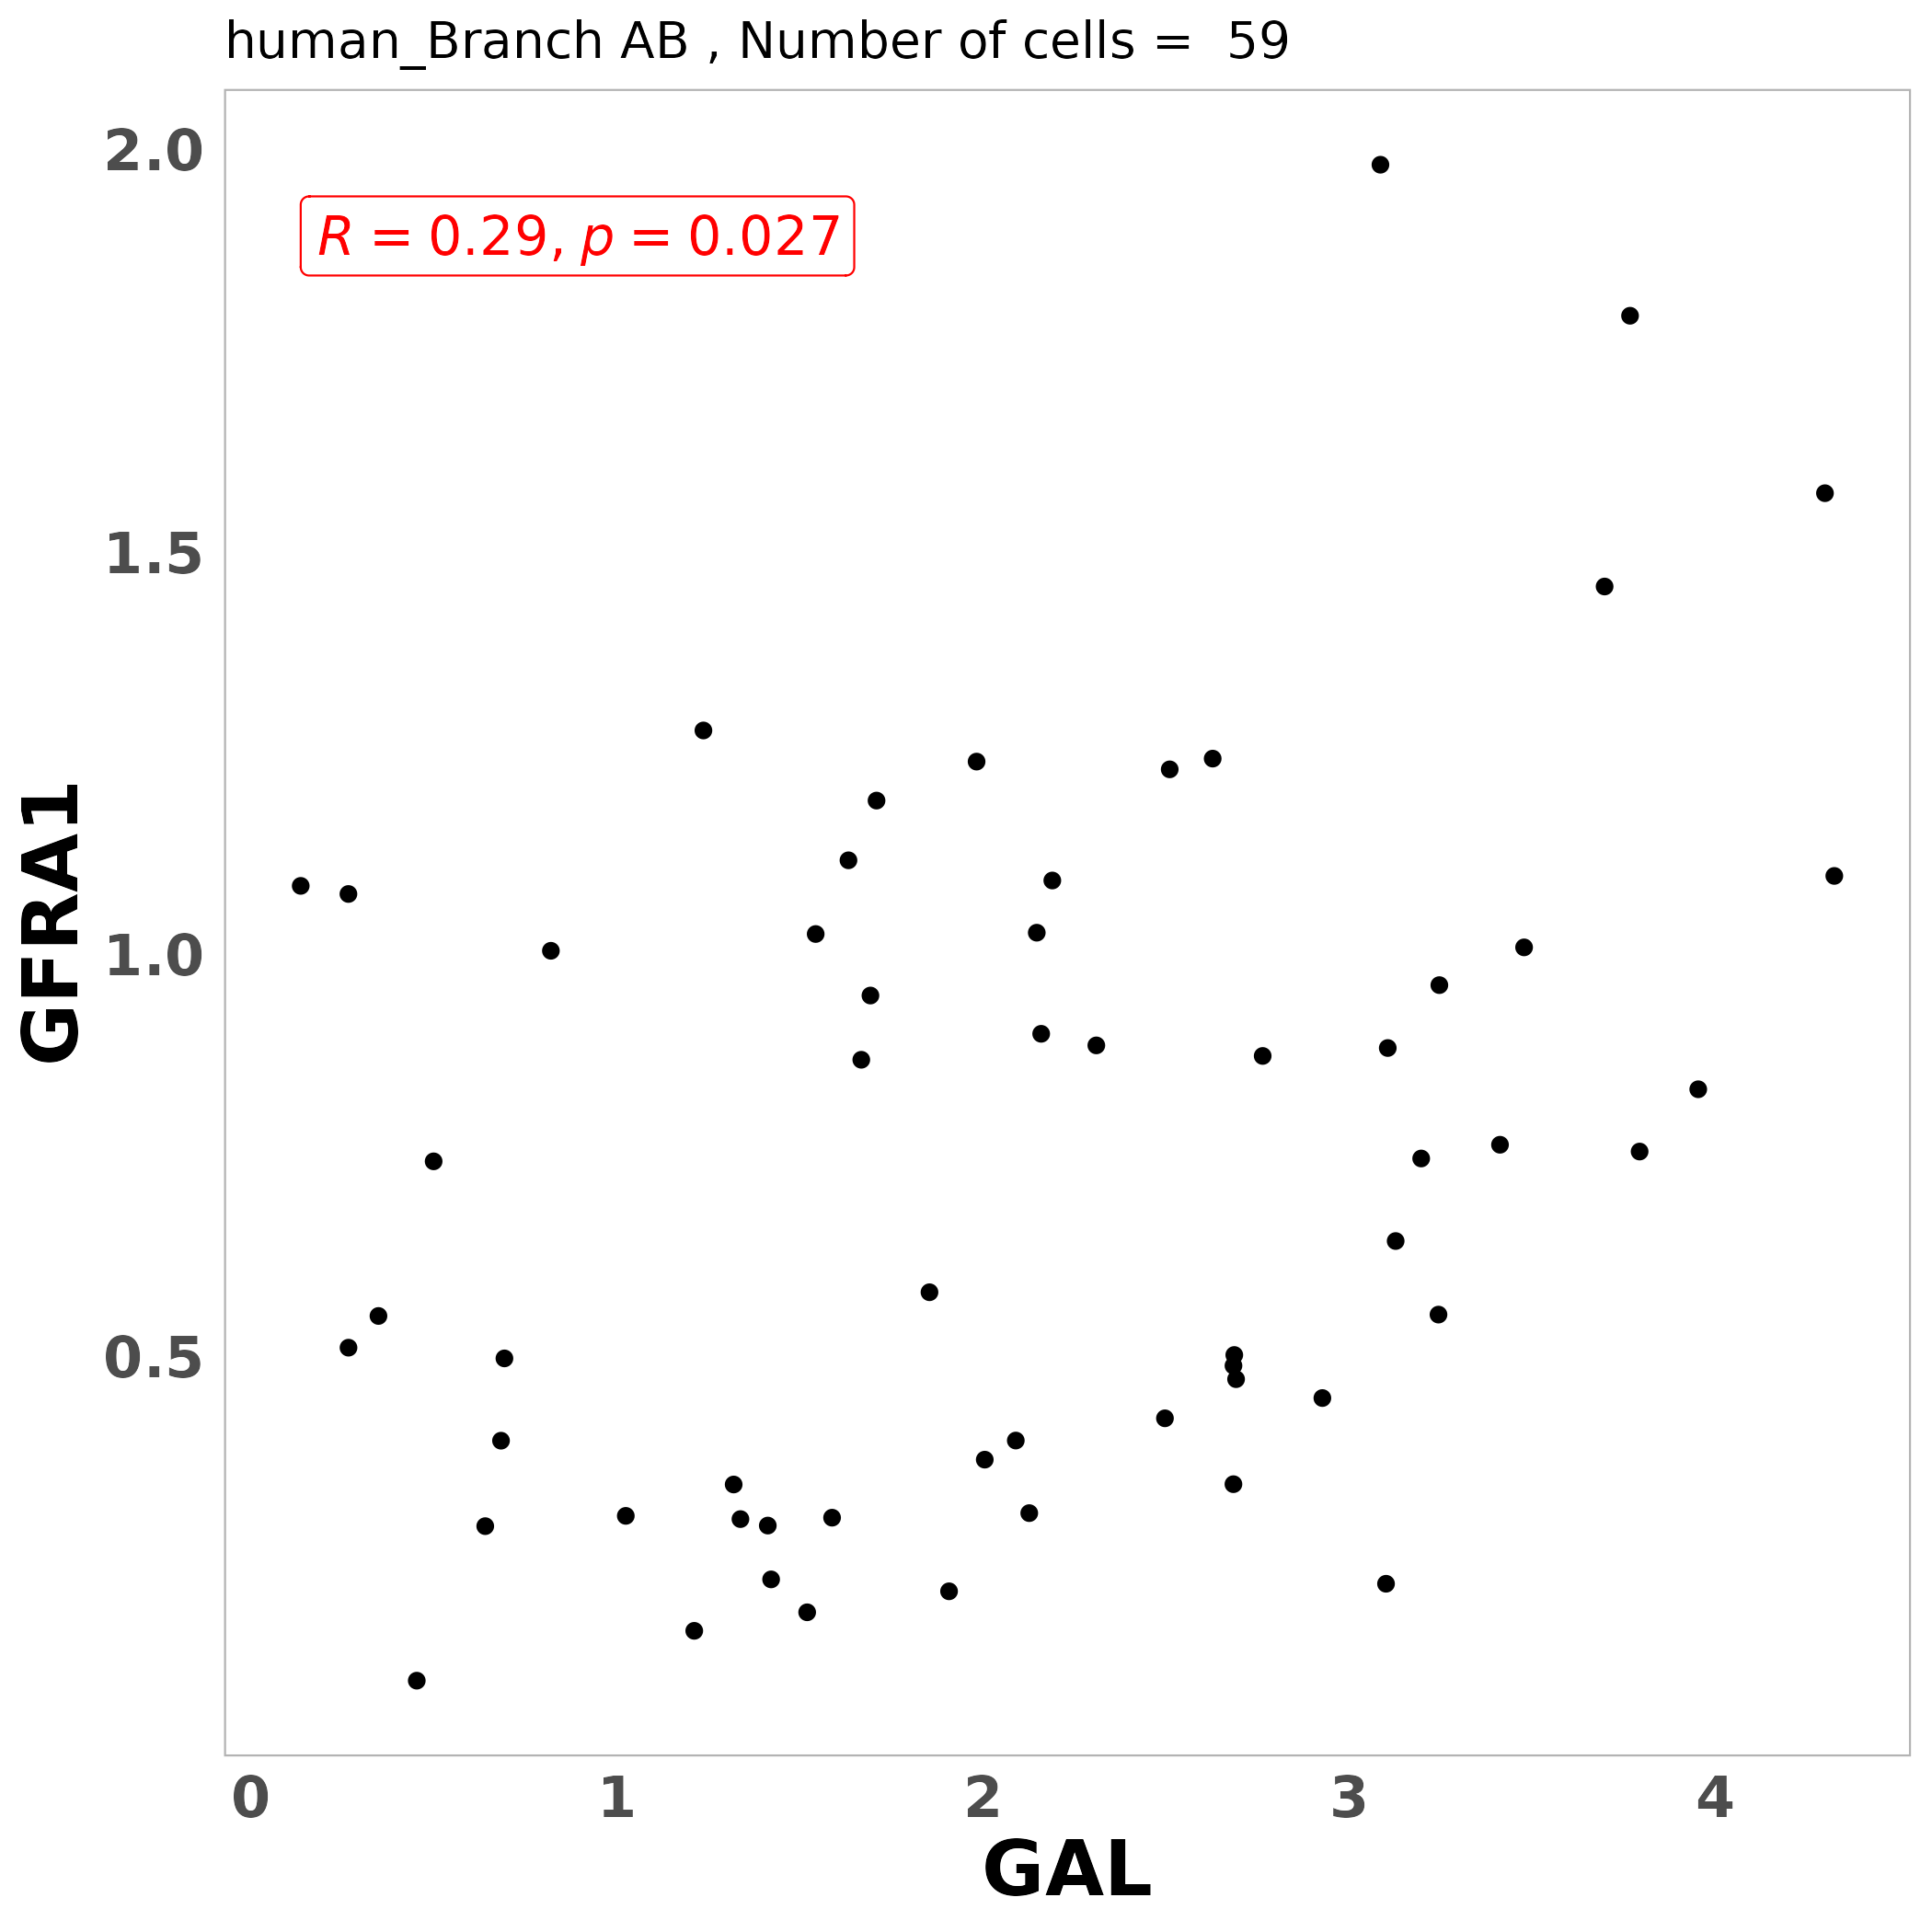 human_Branch AB , Number of cells =  59
R = 0.29, p = 0.027
2.0
1.5
1.0
0.5
GFRA1
0 1 2 3 4
GAL